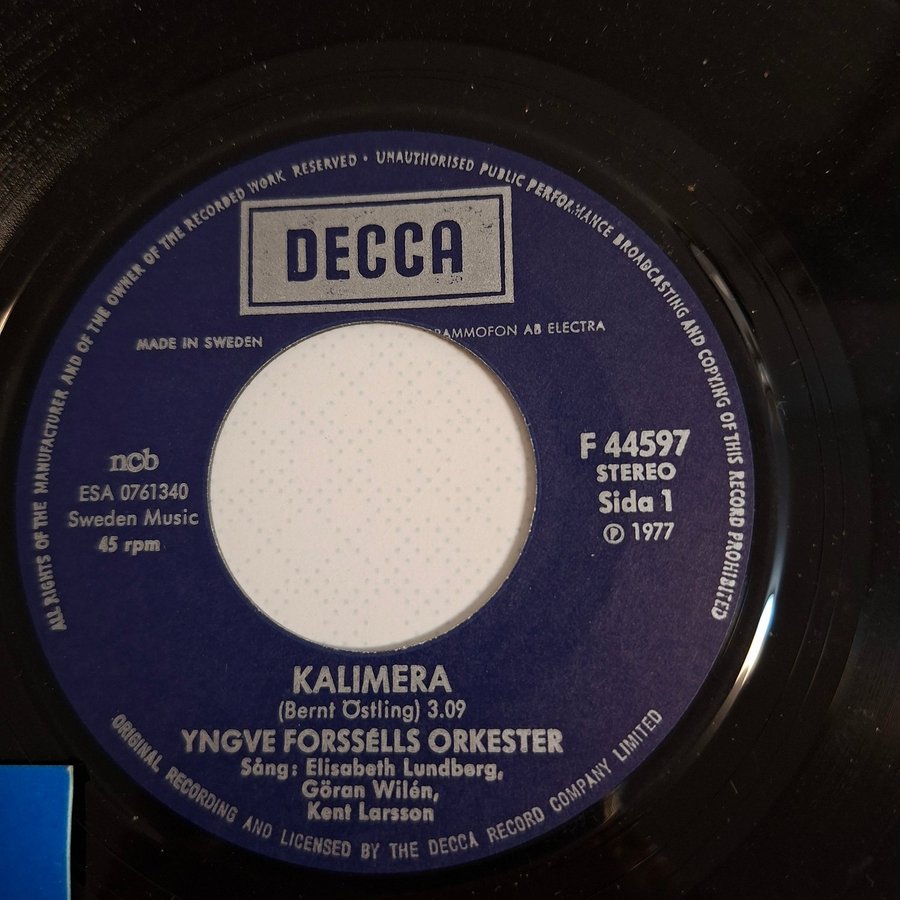 ALL RIGHTS OF THE MANUFACTURER AND OF THE OWNER OF THE RECORDED WORK RESERVED · UNAUTHORISED PUBLIC PERFORMANCE BROADCASTING AND COPYING OF THIS RECORD PROHIBITED
DECCA
MADE IN SWEDEN
AB ELECTRA
ncb
ESA 0761340
Sweden Music
45 rpm
F 44597
STEREO
Sida 1
℗ 1977
KALIMERA
(Bernt Östling) 3.09
YNGVE FORSSÉLLS ORKESTER
Sång: Elisabeth Lundberg,
Göran Wilén,
Kent Larsson
ORIGINAL RECORDING AND LICENSED BY THE DECCA RECORD COMPANY LIMITED